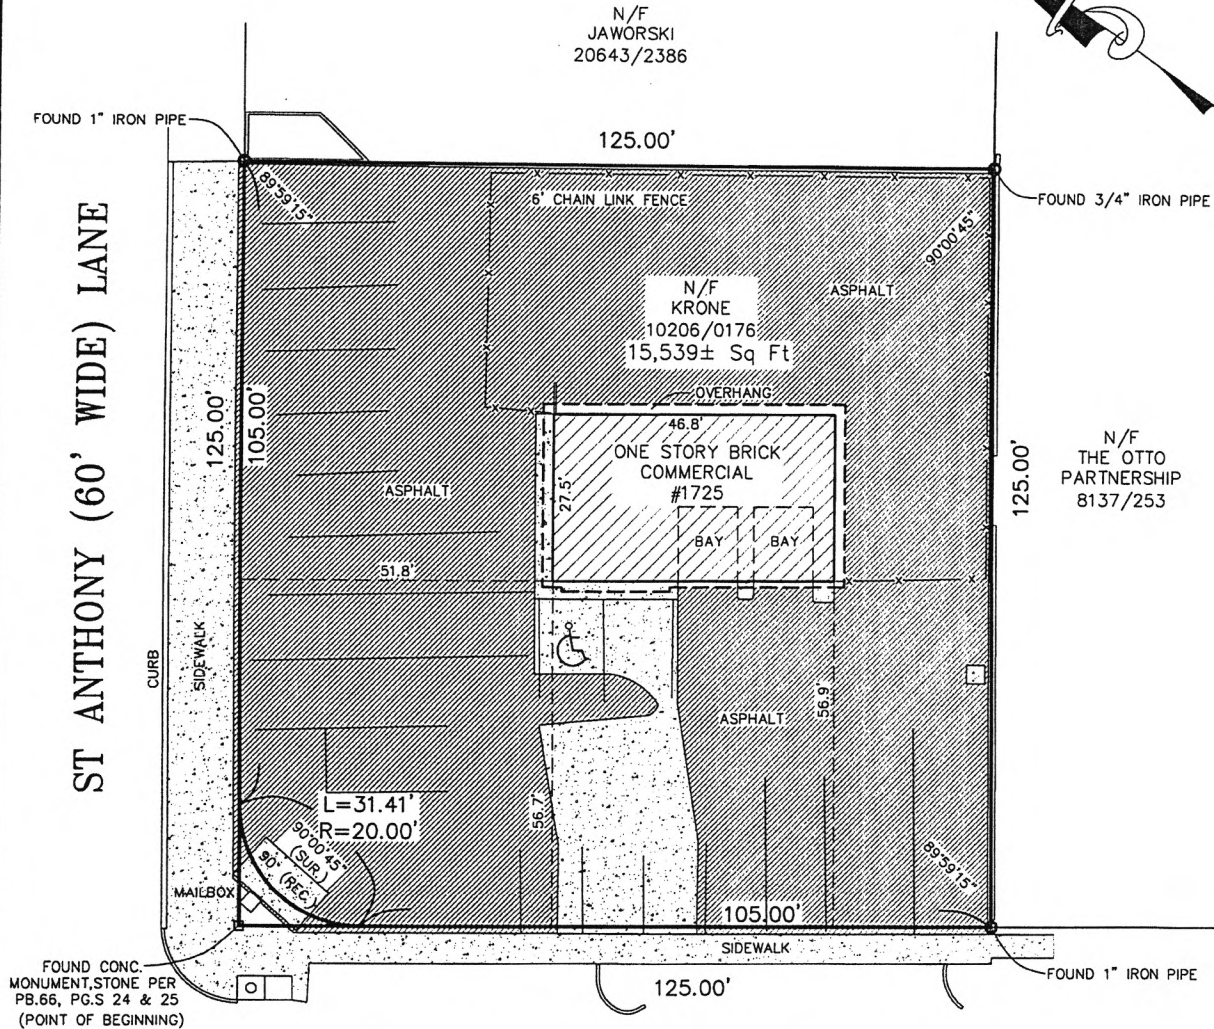 N/F
JAWORSKI
20643/2386
FOUND 1" IRON PIPE
125.00'
89°59'15"
6' CHAIN LINK FENCE
FOUND 3/4" IRON PIPE
90°00'45"
ASPHALT
N/F
KRONE
10206/0176
15,539± Sq Ft
OVERHANG
46.8'
ONE STORY BRICK
COMMERCIAL
#1725
27.5'
BAY
BAY
ST ANTHONY (60' WIDE) LANE
125.00'
105.00'
ASPHALT
51.8'
125.00'
N/F
THE OTTO
PARTNERSHIP
8137/253
CURB
SIDEWALK
ASPHALT
56.9'
56.7'
L=31.41'
R=20.00'
90°00'45"
(SUR.)
90° (REC.)
MAILBOX
89°59'15"
105.00'
SIDEWALK
FOUND CONC.
MONUMENT,STONE PER
PB.66, PG.S 24 & 25
(POINT OF BEGINNING)
125.00'
FOUND 1" IRON PIPE